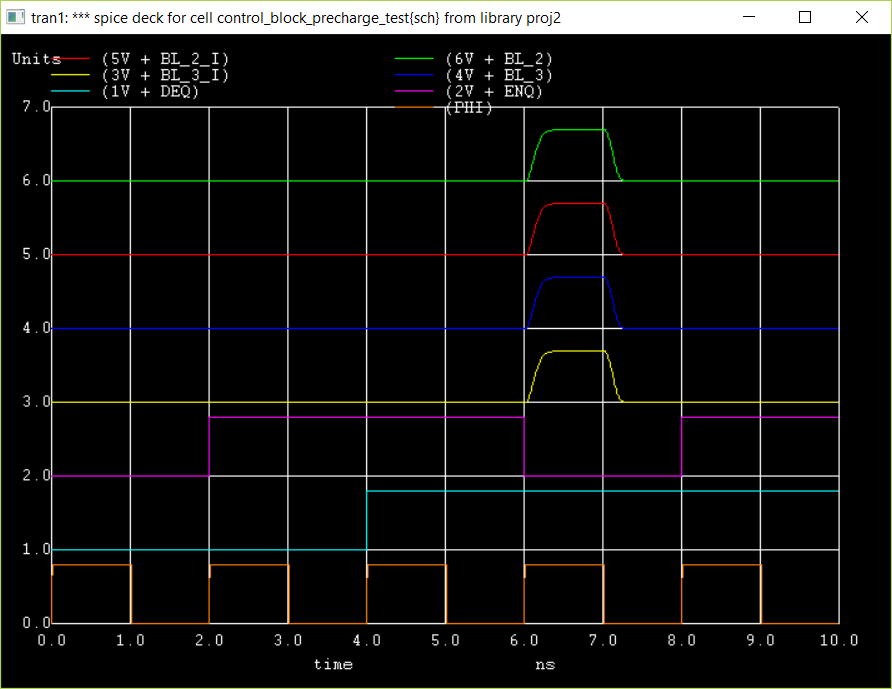 tran1: *** spice deck for cell control_block_precharge_test{sch} from library proj2
Units (5V + BL_2_I) (6V + BL_2)
(3V + BL_3_I) (4V + BL_3)
(1V + DEQ) (2V + ENQ)
(PHI)
7.0
6.0
5.0
4.0
3.0
2.0
1.0
0.0
0.0 1.0 2.0 3.0 4.0 5.0 6.0 7.0 8.0 9.0 10.0
time ns